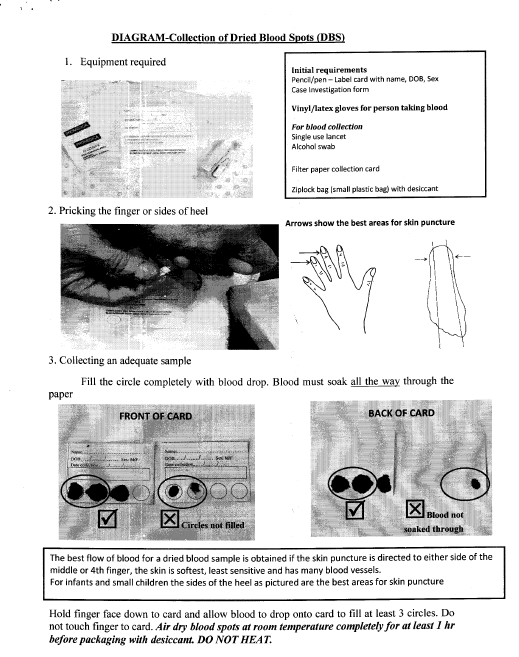 DIAGRAM-Collection of Dried Blood Spots (DBS)
1. Equipment required
Initial requirements
Pencil/pen – Label card with name, DOB, Sex
Case Investigation form
Vinyl/latex gloves for person taking blood
For blood collection
Single use lancet
Alcohol swab
Filter paper collection card
Ziplock bag (small plastic bag) with desiccant
2. Pricking the finger or sides of heel
Arrows show the best areas for skin puncture
3. Collecting an adequate sample
Fill the circle completely with blood drop. Blood must soak all the way through the
paper
FRONT OF CARD
Name:
DOB: / / Sex: M/F
Date collection
Circles not filled
BACK OF CARD
Blood not
soaked through
The best flow of blood for a dried blood sample is obtained if the skin puncture is directed to either side of the
middle or 4th finger, the skin is softest, least sensitive and has many blood vessels.
For infants and small children the sides of the heel as pictured are the best areas for skin puncture
Hold finger face down to card and allow blood to drop onto card to fill at least 3 circles. Do
not touch finger to card. Air dry blood spots at room temperature completely for at least 1 hr
before packaging with desiccant. DO NOT HEAT.